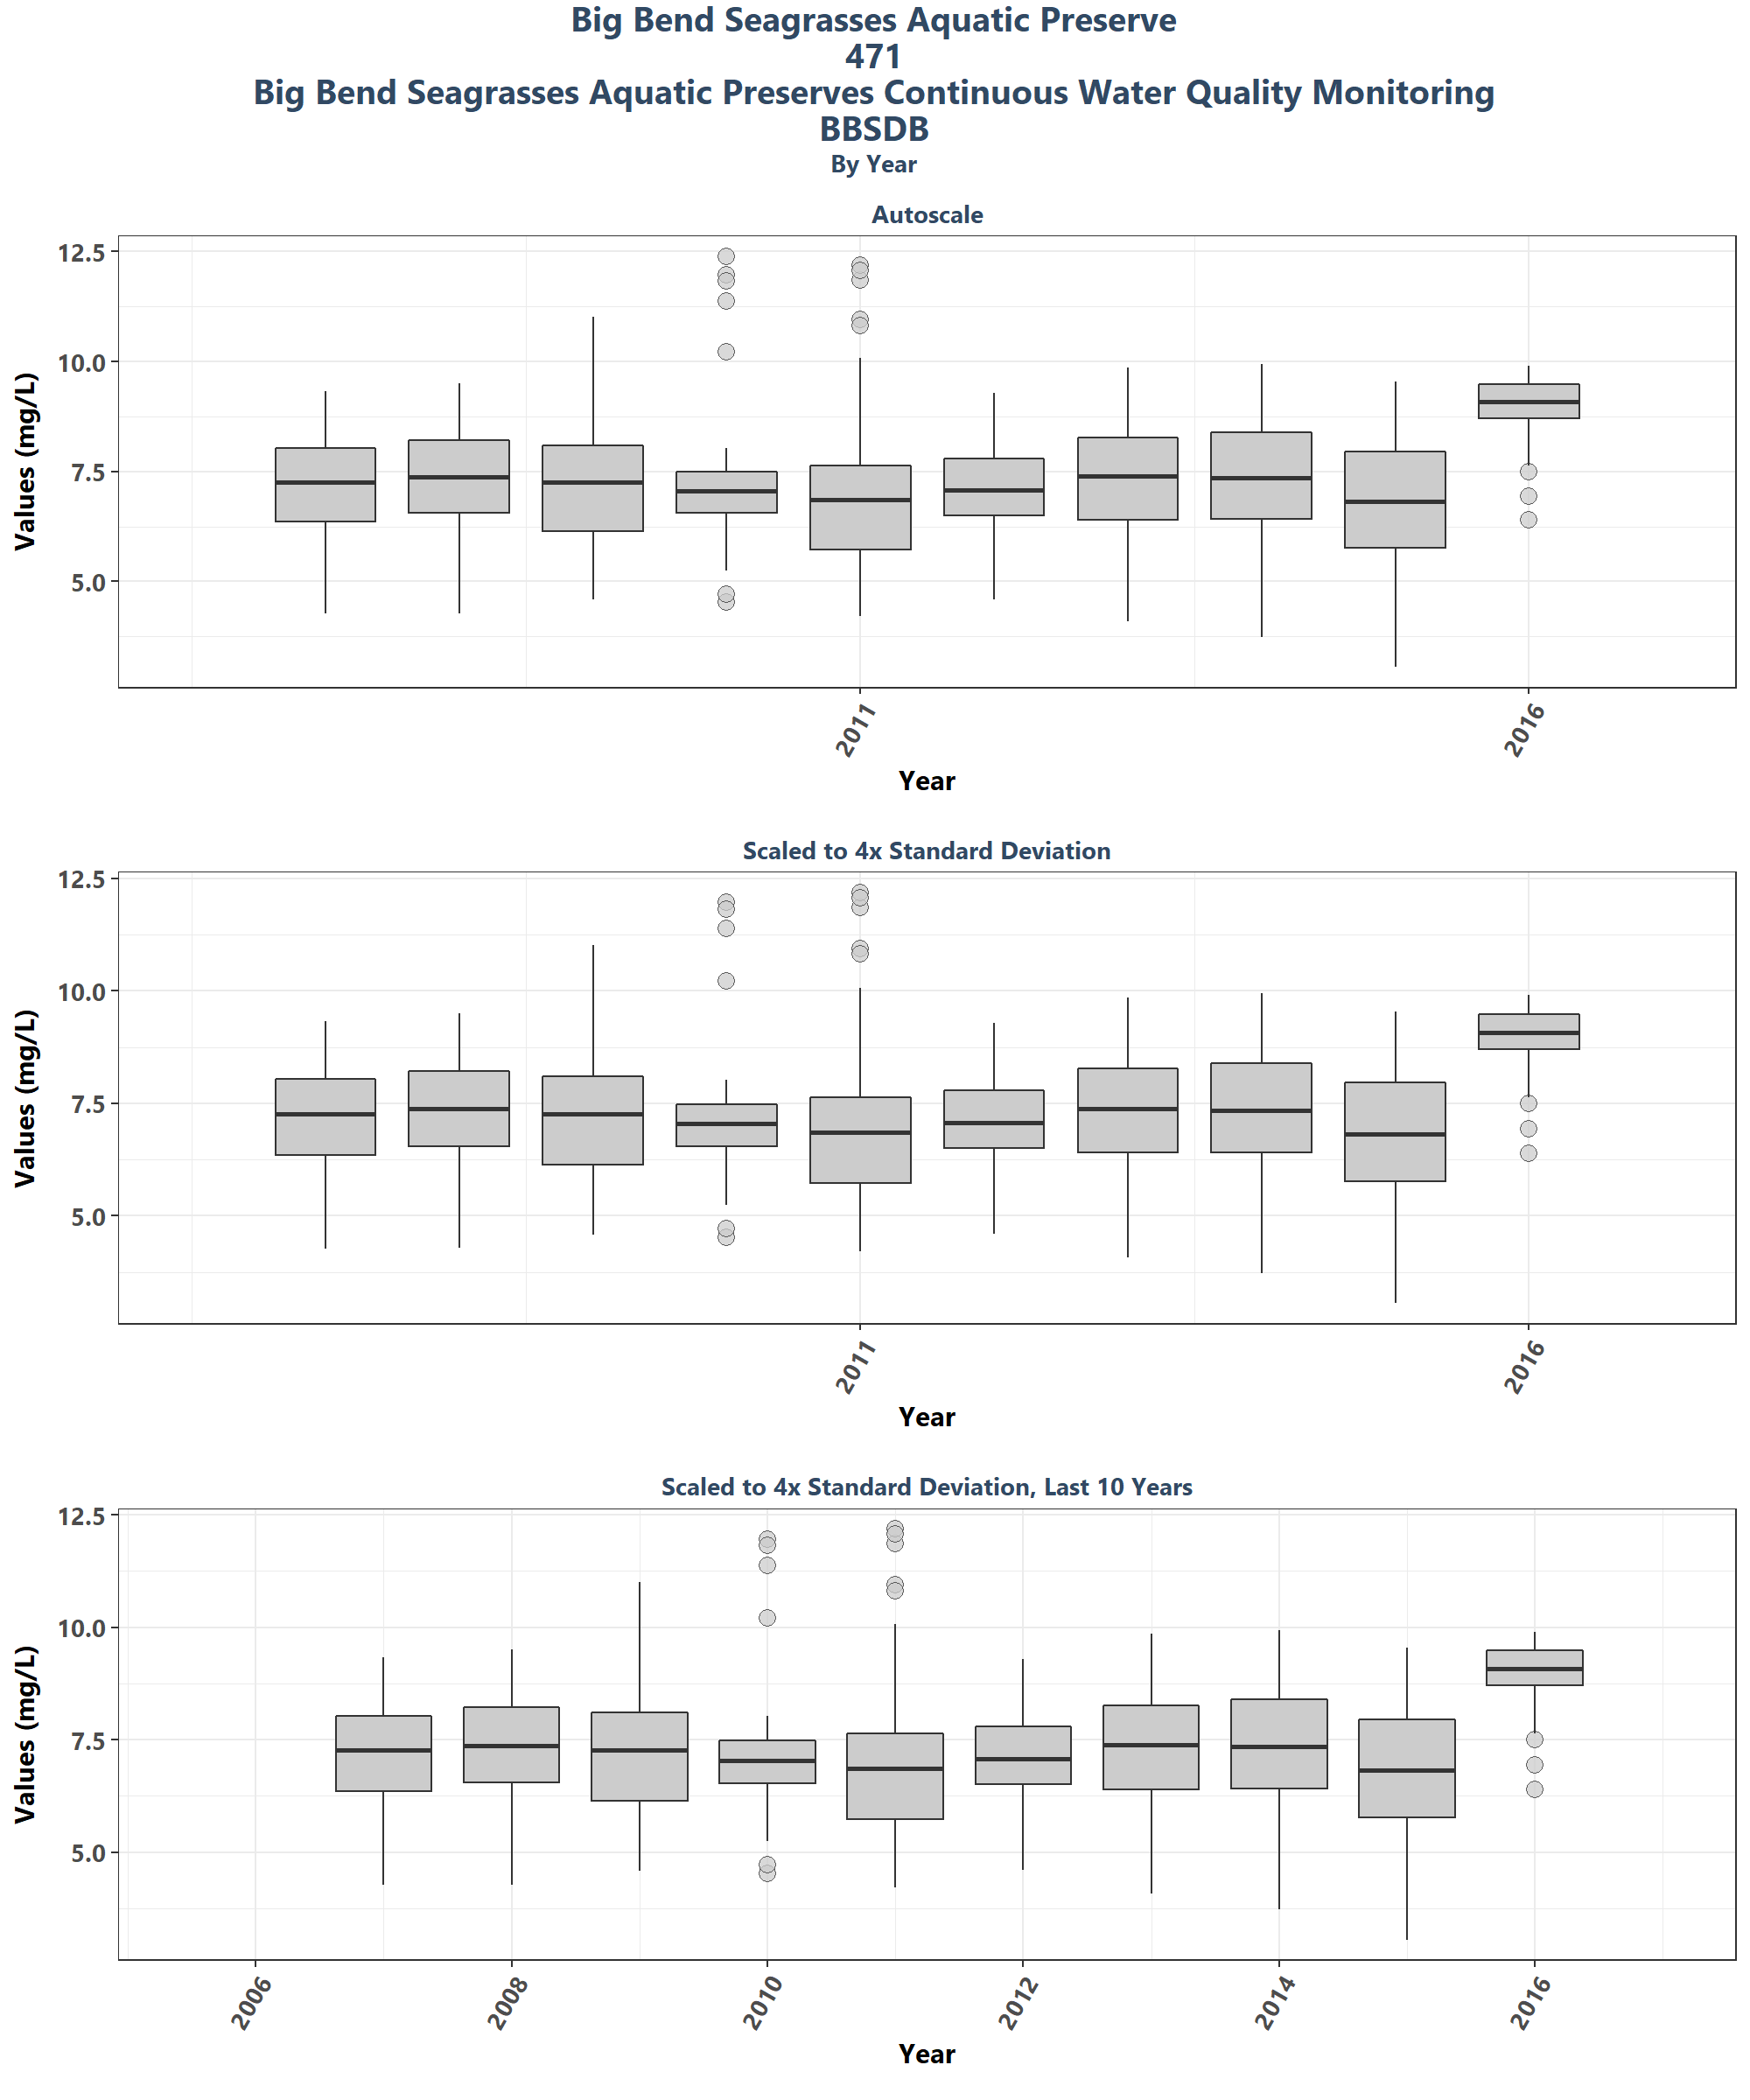 Big Bend Seagrasses Aquatic Preserve
471
Big Bend Seagrasses Aquatic Preserves Continuous Water Quality Monitoring
BBSDB
By Year
Autoscale
12.5
10.0
7.5
5.0
Values (mg/L)
2011
2016
Year
Scaled to 4x Standard Deviation
12.5
10.0
7.5
5.0
Values (mg/L)
2011
2016
Year
Scaled to 4x Standard Deviation, Last 10 Years
12.5
10.0
7.5
5.0
Values (mg/L)
2006
2008
2010
2012
2014
2016
Year